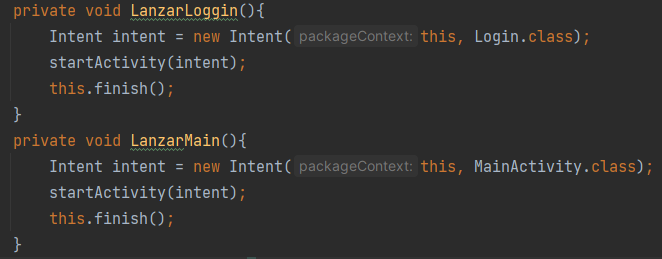 private void LanzarLoggin(){
Intent intent = new Intent( packageContext: this, Login.class);
startActivity(intent);
this.finish();
}
private void LanzarMain(){
Intent intent = new Intent( packageContext: this, MainActivity.class);
startActivity(intent);
this.finish();
}